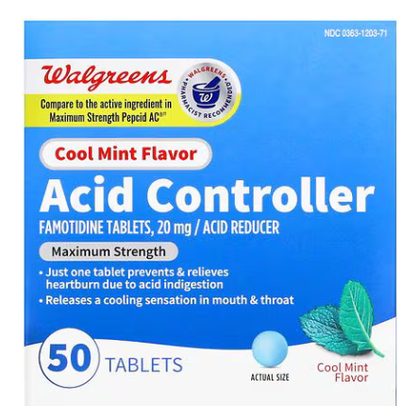 NDC 0363-1203-71
Walgreens
WALGREENS
PHARMACIST RECOMMENDED
W
Compare to the active ingredient in
Maximum Strength Pepcid AC®††
Cool Mint Flavor
Acid Controller
FAMOTIDINE TABLETS, 20 mg / ACID REDUCER
Maximum Strength
• Just one tablet prevents & relieves
heartburn due to acid indigestion
• Releases a cooling sensation in mouth & throat
50 TABLETS
ACTUAL SIZE
Cool Mint
Flavor